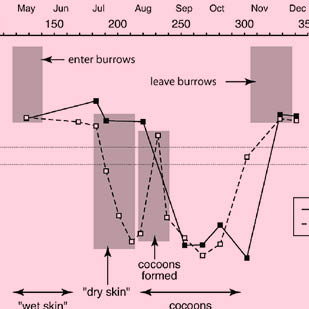 May Jun Jul Aug Sep Oct Nov Dec
150 200 250 300 35
enter burrows
leave burrows
cocoons
formed
"dry skin"
"wet skin" cocoons